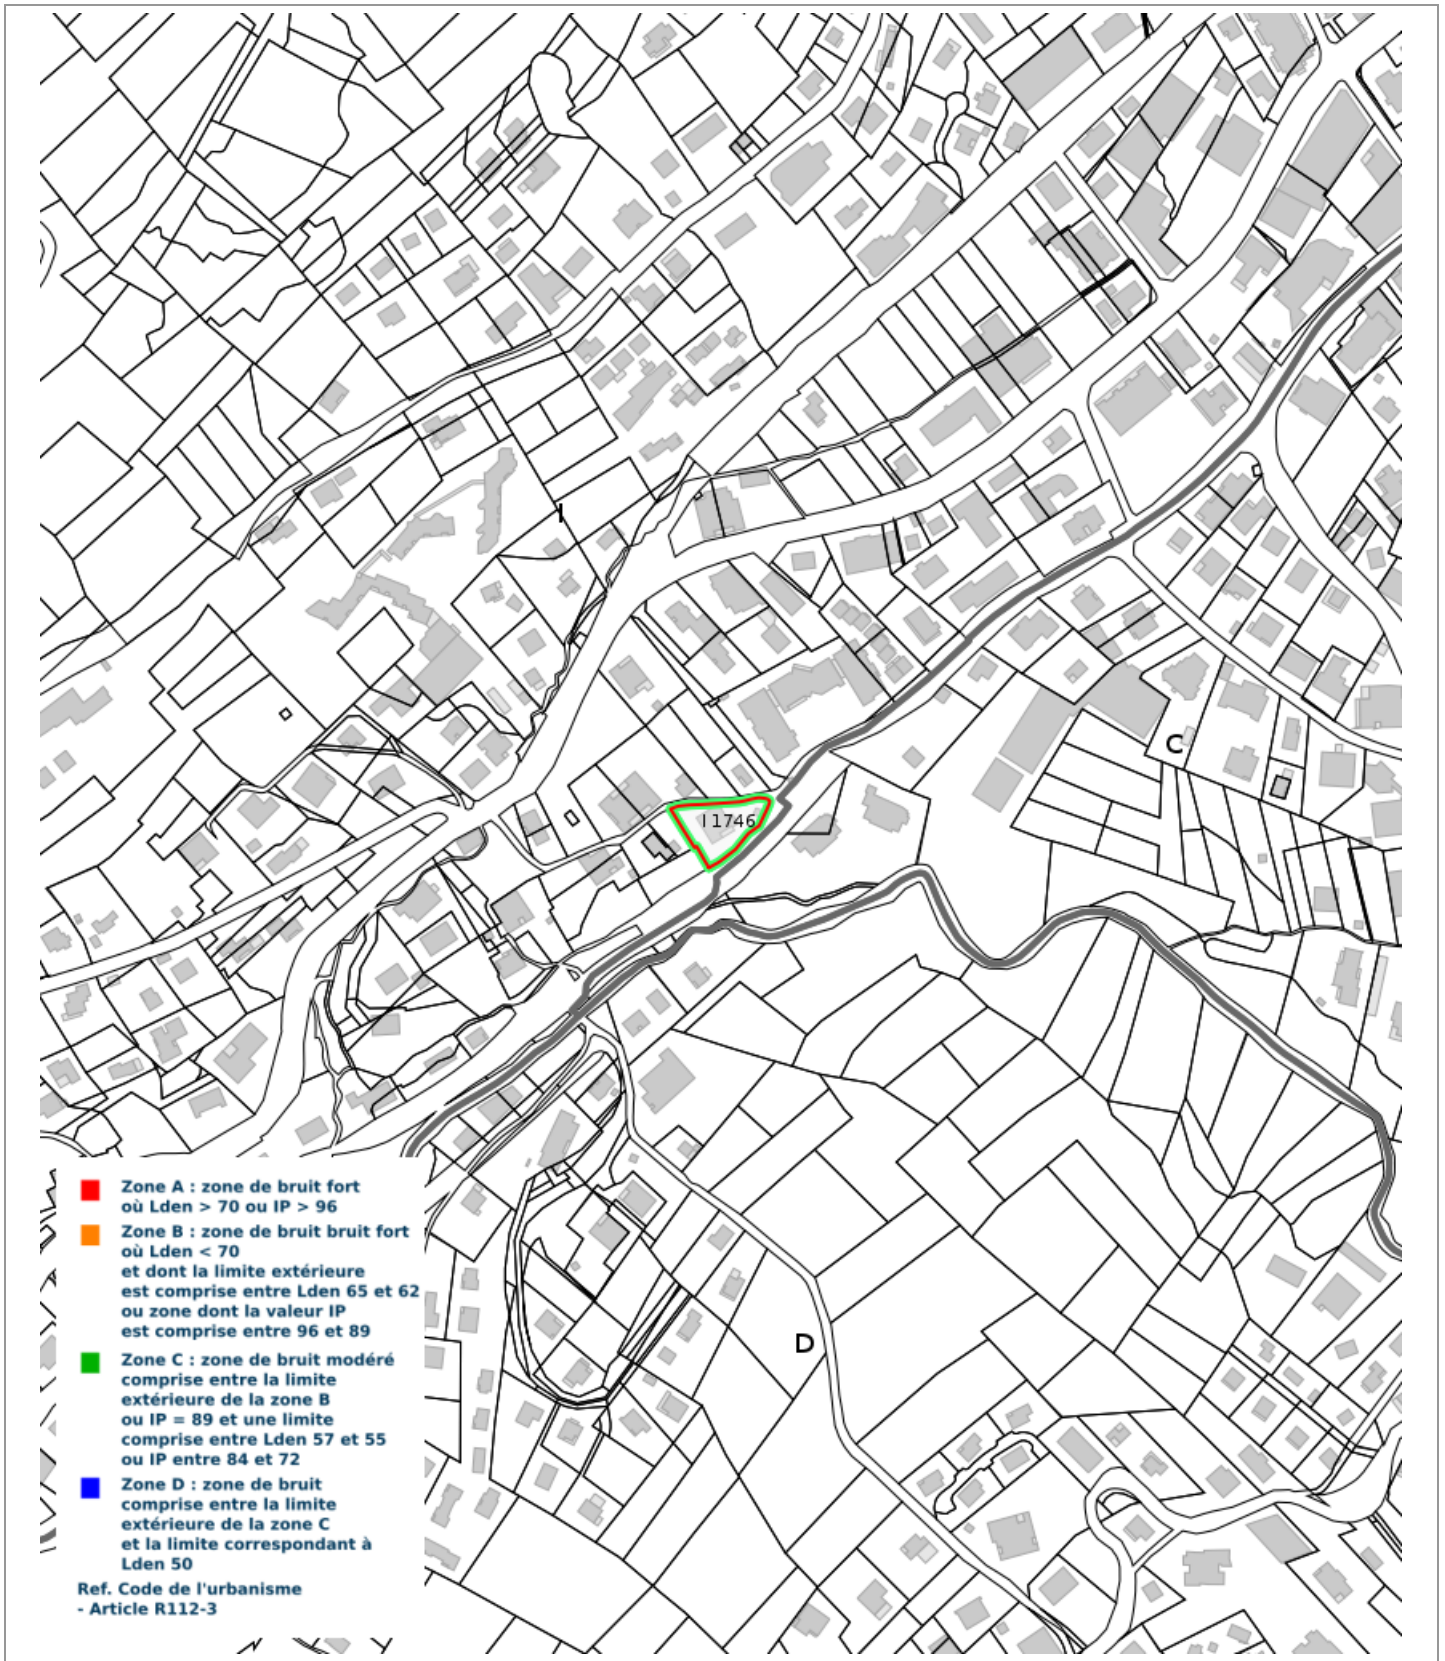 I
C
I 1746
D
Zone A : zone de bruit fort
où Lden > 70 ou IP > 96
Zone B : zone de bruit bruit fort
où Lden < 70
et dont la limite extérieure
est comprise entre Lden 65 et 62
ou zone dont la valeur IP
est comprise entre 96 et 89
Zone C : zone de bruit modéré
comprise entre la limite
extérieure de la zone B
ou IP = 89 et une limite
comprise entre Lden 57 et 55
ou IP entre 84 et 72
Zone D : zone de bruit
comprise entre la limite
extérieure de la zone C
et la limite correspondant à
Lden 50
Ref. Code de l'urbanisme
- Article R112-3